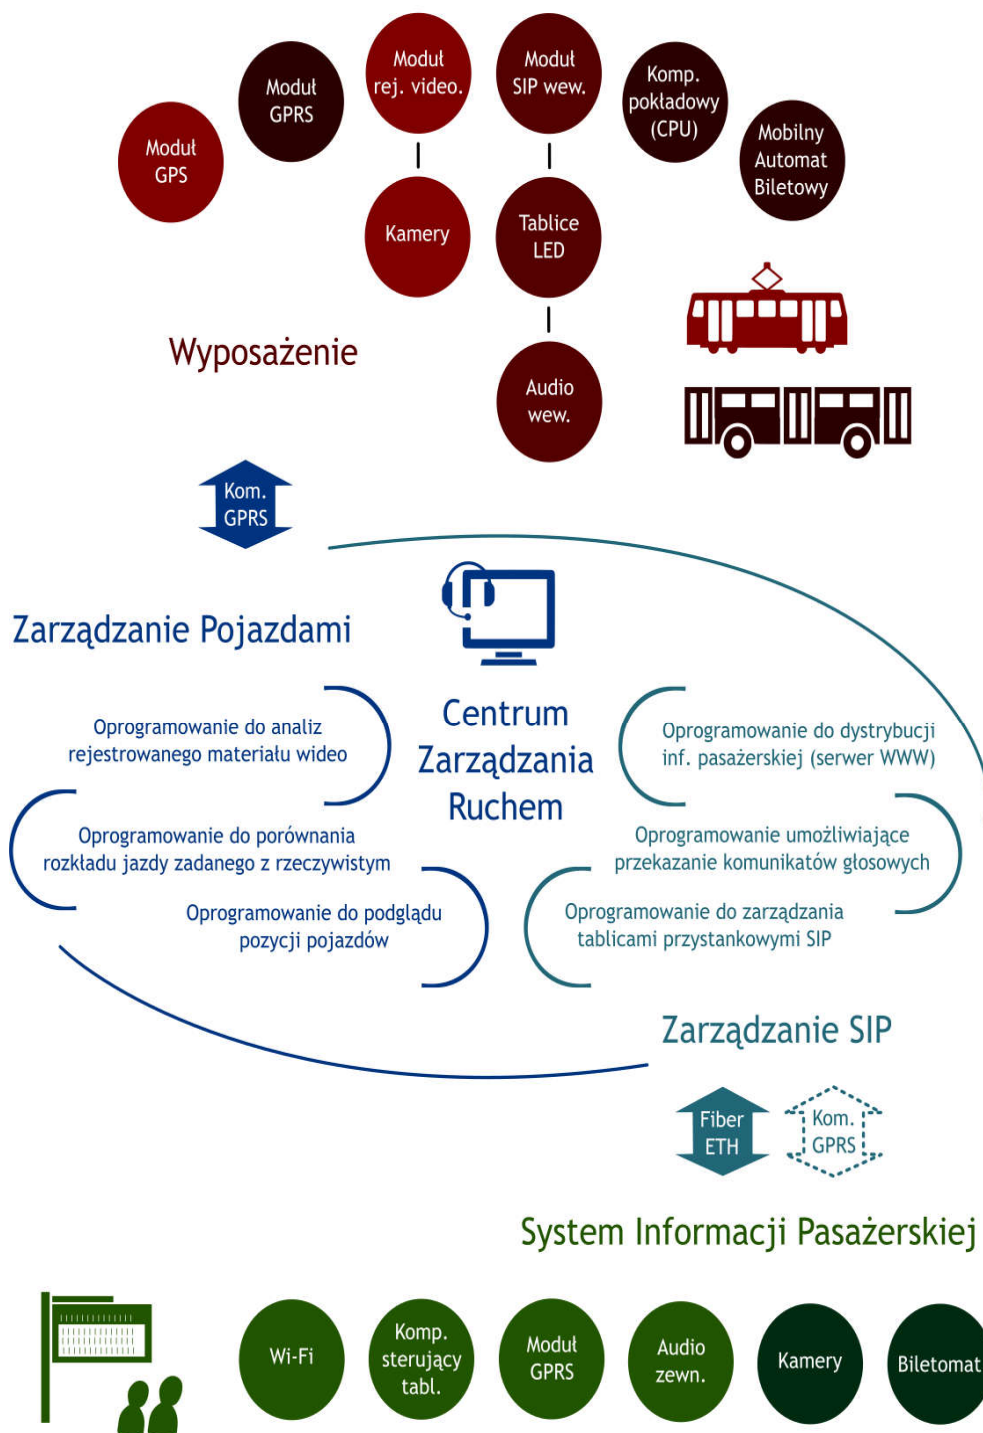 Moduł
GPS
Moduł
GPRS
Moduł
rej. video.
Moduł
SIP wew.
Komp.
pokładowy
(CPU)
Mobilny
Automat
Biletowy
Kamery
Tablice
LED
Audio
wew.
Wyposażenie
Kom.
GPRS
Zarządzanie Pojazdami
Centrum
Zarządzania
Ruchem
Oprogramowanie do analiz
rejestrowanego materiału wideo
Oprogramowanie do porównania
rozkładu jazdy zadanego z rzeczywistym
Oprogramowanie do podglądu
pozycji pojazdów
Oprogramowanie do dystrybucji
inf. pasażerskiej (serwer WWW)
Oprogramowanie umożliwiające
przekazanie komunikatów głosowych
Oprogramowanie do zarządzania
tablicami przystankowymi SIP
Zarządzanie SIP
Fiber
ETH
Kom.
GPRS
System Informacji Pasażerskiej
Wi-Fi
Komp.
sterujący
tabl.
Moduł
GPRS
Audio
zewn.
Kamery
Biletomat